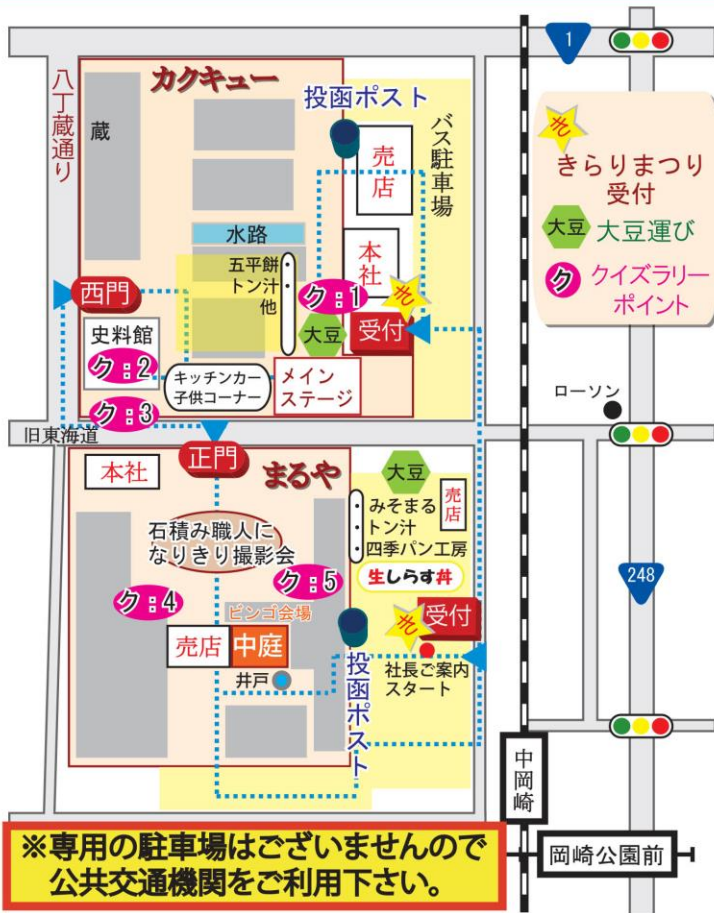 1
八丁蔵通り
カクキュー
蔵
投函ポスト
売店
バス駐車場
水路
五平餅
トン汁
他
本社
ク:1
大豆
き
受付
西門
史料館
ク:2
キッチンカー
子供コーナー
メイン
ステージ
ク:3
旧東海道
き
きらりまつり
受付
大豆
大豆運び
ク
クイズラリー
ポイント
ローソン
正門
本社
まるや
大豆
みそまる
トン汁
四季パン工房
売店
生しらす丼
石積み職人に
なりきり撮影会
ク:4
ク:5
ビンゴ会場
売店
中庭
井戸
投函ポスト
き
受付
社長ご案内
スタート
248
中岡崎
岡崎公園前
※専用の駐車場はございませんので
公共交通機関をご利用下さい。